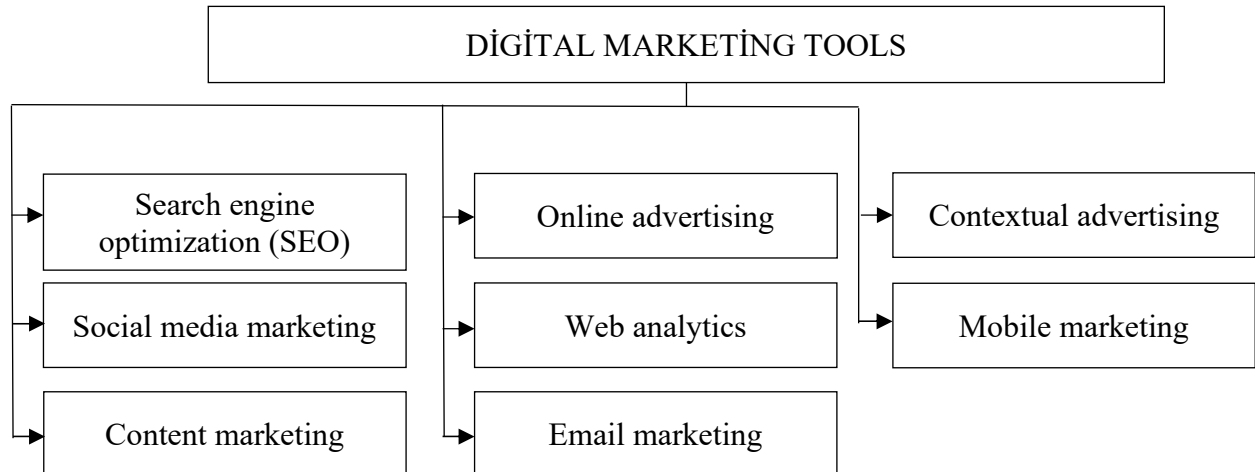 DİGİTAL MARKETİNG TOOLS
Search engine
optimization (SEO)
Social media marketing
Content marketing
Online advertising
Web analytics
Email marketing
Contextual advertising
Mobile marketing